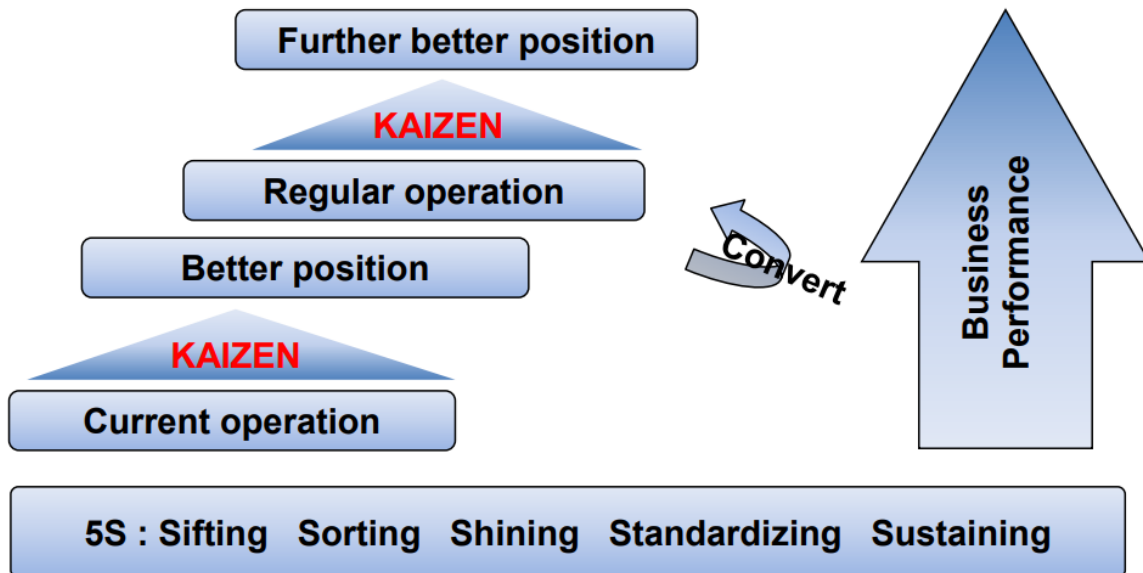 Further better position
KAIZEN
Regular operation
Better position
KAIZEN
Current operation
Convert
Business
Performance
5S : Sifting Sorting Shining Standardizing Sustaining